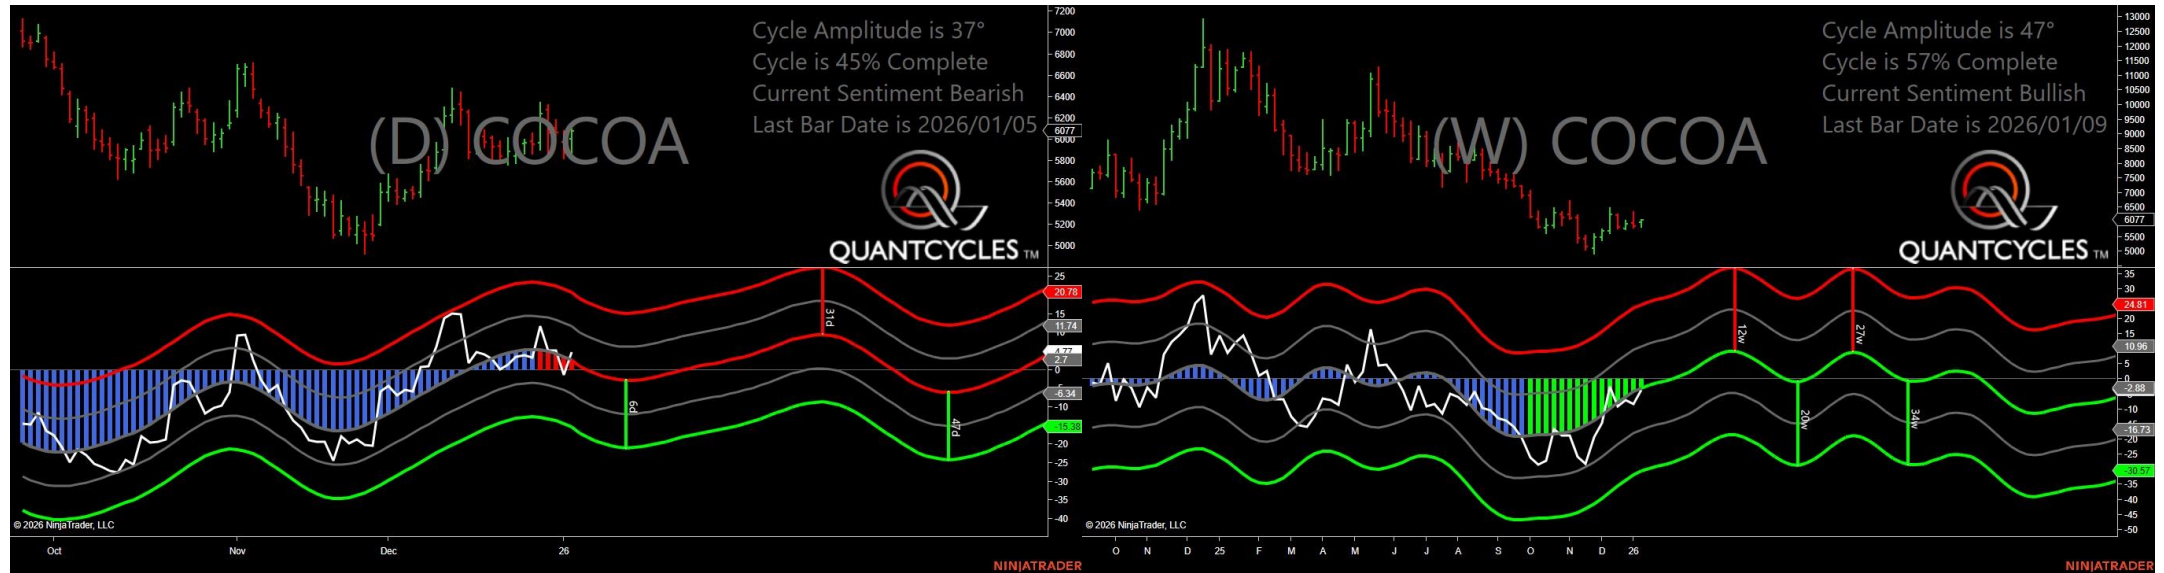 Cycle Amplitude is 37°
Cycle is 45% Complete
Current Sentiment Bearish
Last Bar Date is 2026/01/05
(D) COCOA
QUANTCYCLES TM
7200
7000
6800
6600
6400
6200
6077
6000
5800
5600
5400
5200
5000
25
20.78
15
11.74
10
4.77
2.7
0
-6.34
-10
-15.38
-20
-25
-30
-35
-40
31d
6d
47d
© 2026 NinjaTrader, LLC
Oct Nov Dec 26
NINJATRADER
Cycle Amplitude is 47°
Cycle is 57% Complete
Current Sentiment Bullish
Last Bar Date is 2026/01/09
(W) COCOA
QUANTCYCLES TM
13000
12500
12000
11500
11000
10500
10000
9500
9000
8500
8000
7500
7000
6500
6077
5500
5000
35
30
24.81
20
15
10.96
5
0
-2.88
-10
-16.73
-20
-25
-30.57
-35
-40
-45
-50
12w
27w
20w
34w
© 2026 NinjaTrader, LLC
O N D 25 F M A M J J A S O N D 26
NINJATRADER